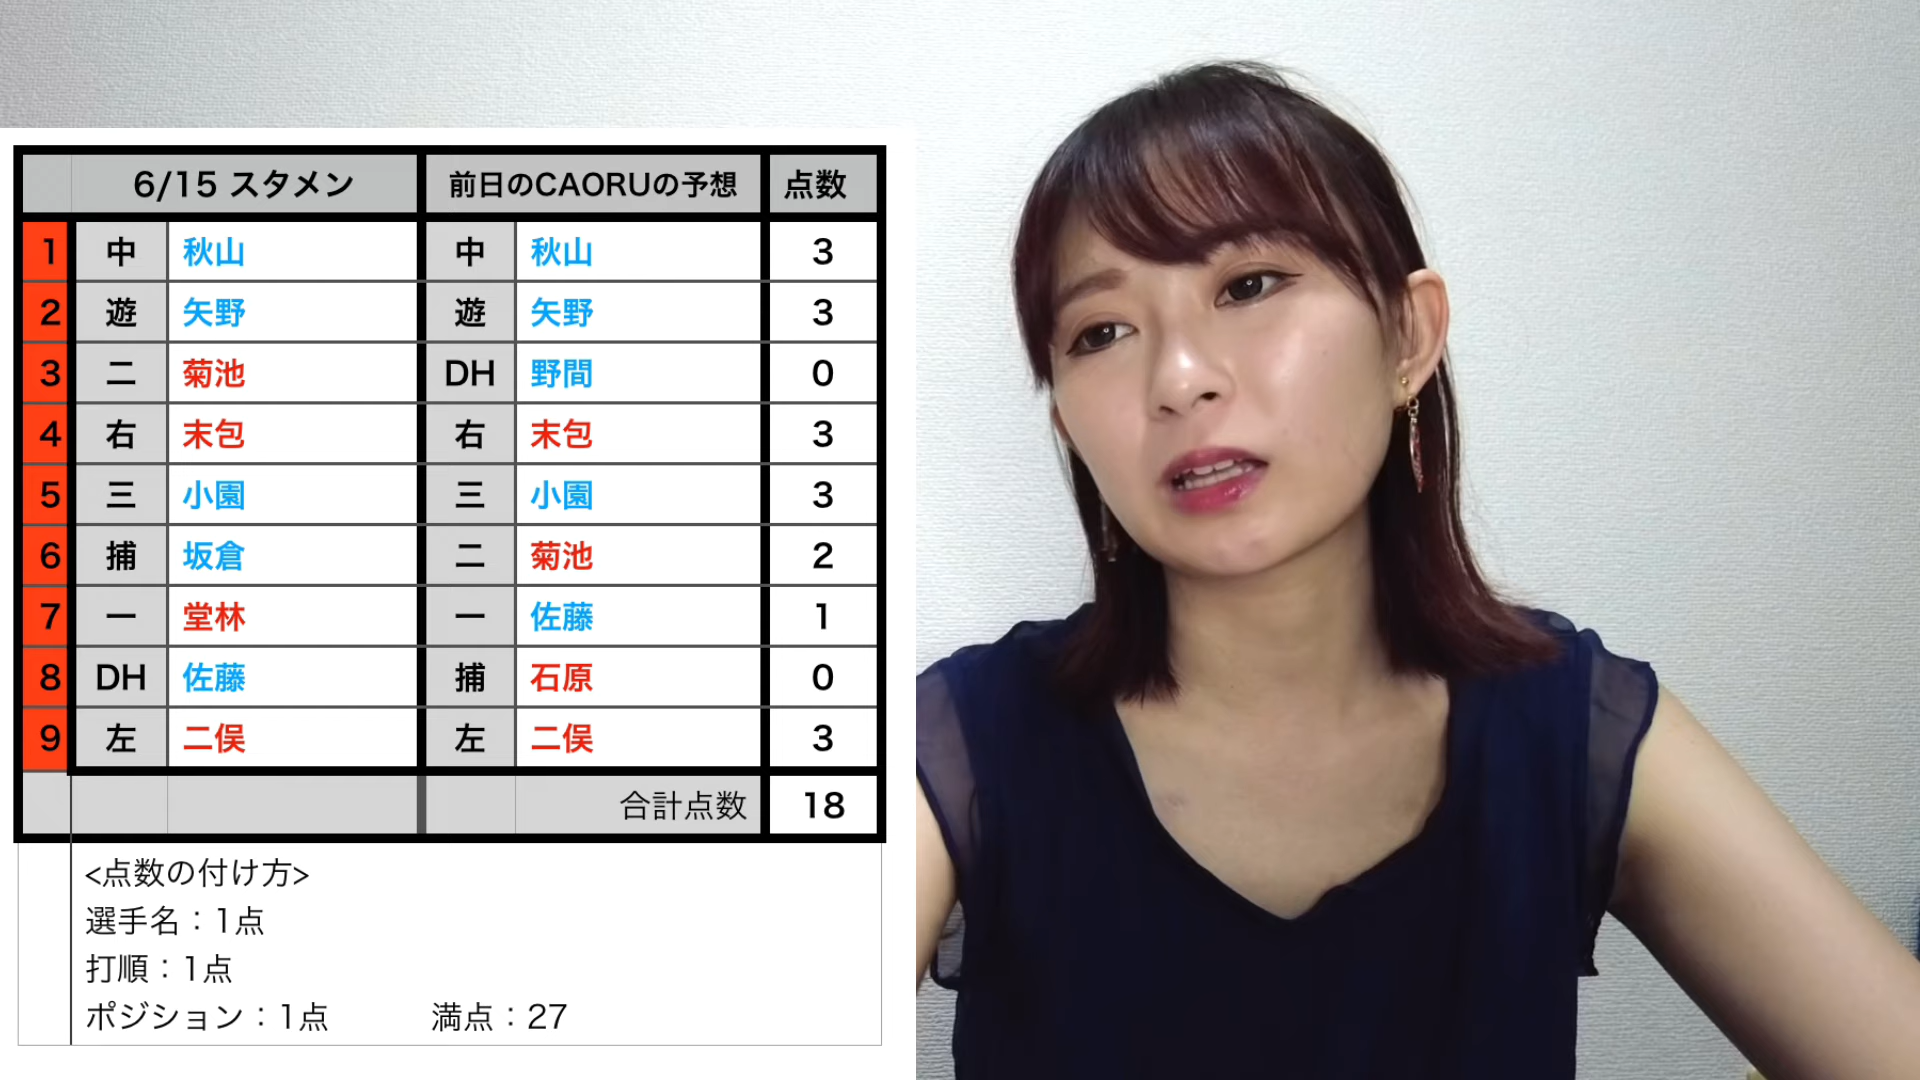 6/15 スタメン 前日のCAORUの予想 点数
1 中 秋山 中 秋山 3
2 遊 矢野 遊 矢野 3
3 二 菊池 DH 野間 0
4 右 末包 右 末包 3
5 三 小園 三 小園 3
6 捕 坂倉 二 菊池 2
7 一 堂林 一 佐藤 1
8 DH 佐藤 捕 石原 0
9 左 二俣 左 二俣 3
合計点数 18
<点数の付け方>
選手名：1点
打順：1点
ポジション：1点 満点：27